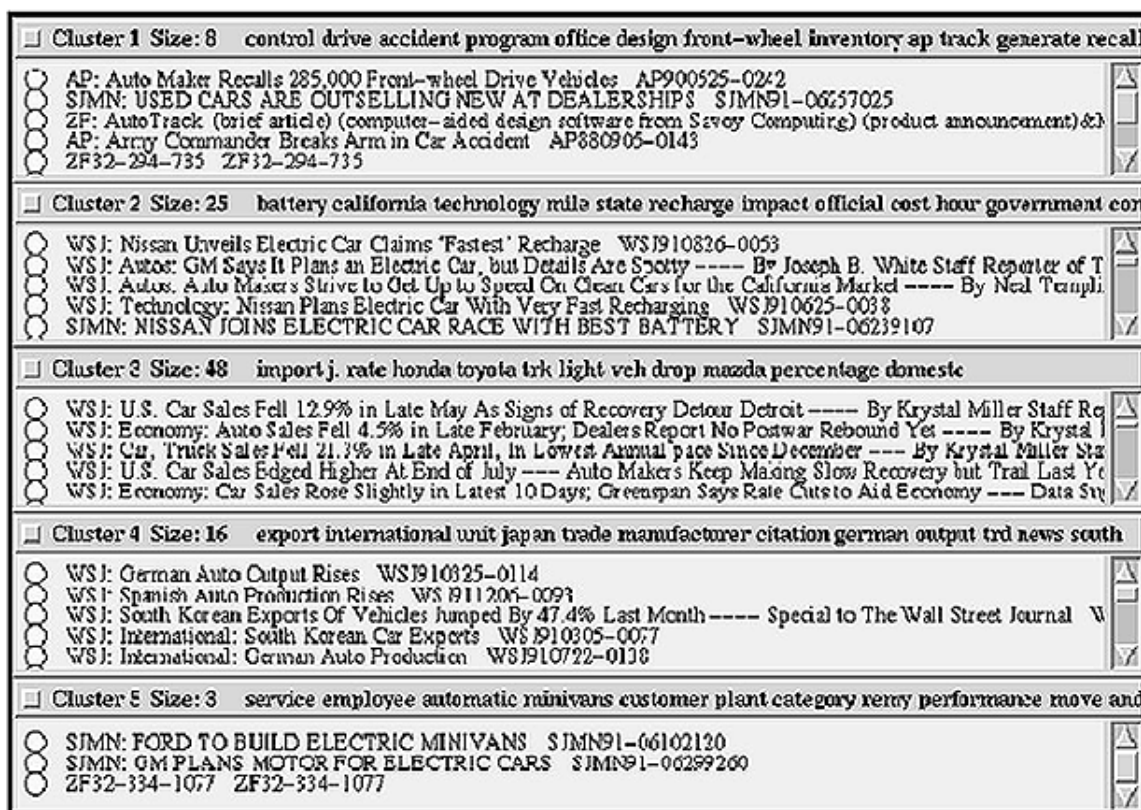 Cluster 1 Size: 8 control drive accident program office design front-wheel inventory ap track generate recall
AP: Auto Maker Recalls 285,000 Front-wheel Drive Vehicles AP900525-0242
SJMN: USED CARS ARE OUTSELLING NEW AT DEALERSHIPS SJMN91-06257025
ZF: AutoTrack (brief article) (computer-aided design software from Savoy Computing) (product announcement)
AP: Army Commander Breaks Arm in Car Accident AP880905-0143
ZF32-294-735 ZF32-294-735
Cluster 2 Size: 25 battery california technology mile state recharge impact official cost hour government
WSJ: Nissan Unveils Electric Car Claims 'Fastest' Recharge WSJ910826-0053
WSJ: Autos: GM Says It Plans an Electric Car, but Details Are Spotty ---- By Joseph B. White Staff Reporter of T
WSJ: Autos: Auto Makers Strive to Get Up to Speed On Clean Cars for the California Market ---- By Neal Templi
WSJ: Technology: Nissan Plans Electric Car With Very Fast Recharging WSJ910625-0038
SJMN: NISSAN JOINS ELECTRIC CAR RACE WITH BEST BATTERY SJMN91-06239107
Cluster 3 Size: 48 import j. rate honda toyota trk light veh drop mazda percentage domestc
WSJ: U.S. Car Sales Fell 12.9% in Late May As Signs of Recovery Detour Detroit ---- By Krystal Miller Staff Re
WSJ: Economy: Auto Sales Fell 4.5% in Late February; Dealers Report No Postwar Rebound Yet ---- By Krystal
WSJ: Car, Truck Sales Fell 21.3% in Late April, In Lowest Annual pace Since December ---- By Krystal Miller Sta
WSJ: U.S. Car Sales Edged Higher At End of July ---- Auto Makers Keep Making Slow Recovery but Trail Last Ye
WSJ: Economy: Car Sales Rose Slightly in Latest 10 Days; Greenspan Says Rate Cuts to Aid Economy ---- Data
Cluster 4 Size: 16 export international unit japan trade manufacturer citation german output trd news south
WSJ: German Auto Output Rises WSJ910325-0114
WSJ: Spanish Auto Production Rises WSJ911206-0093
WSJ: South Korean Exports Of Vehicles Jumped By 47.4% Last Month ---- Special to The Wall Street Journal W
WSJ: International: South Korean Car Exports WSJ910305-0077
WSJ: International: German Auto Production WSJ910722-0138
Cluster 5 Size: 3 service employee automatic minivans customer plant category remy performance move and
SJMN: FORD TO BUILD ELECTRIC MINIVANS SJMN91-06102120
SJMN: GM PLANS MOTOR FOR ELECTRIC CARS SJMN91-06299260
ZF32-334-1077 ZF32-334-1077